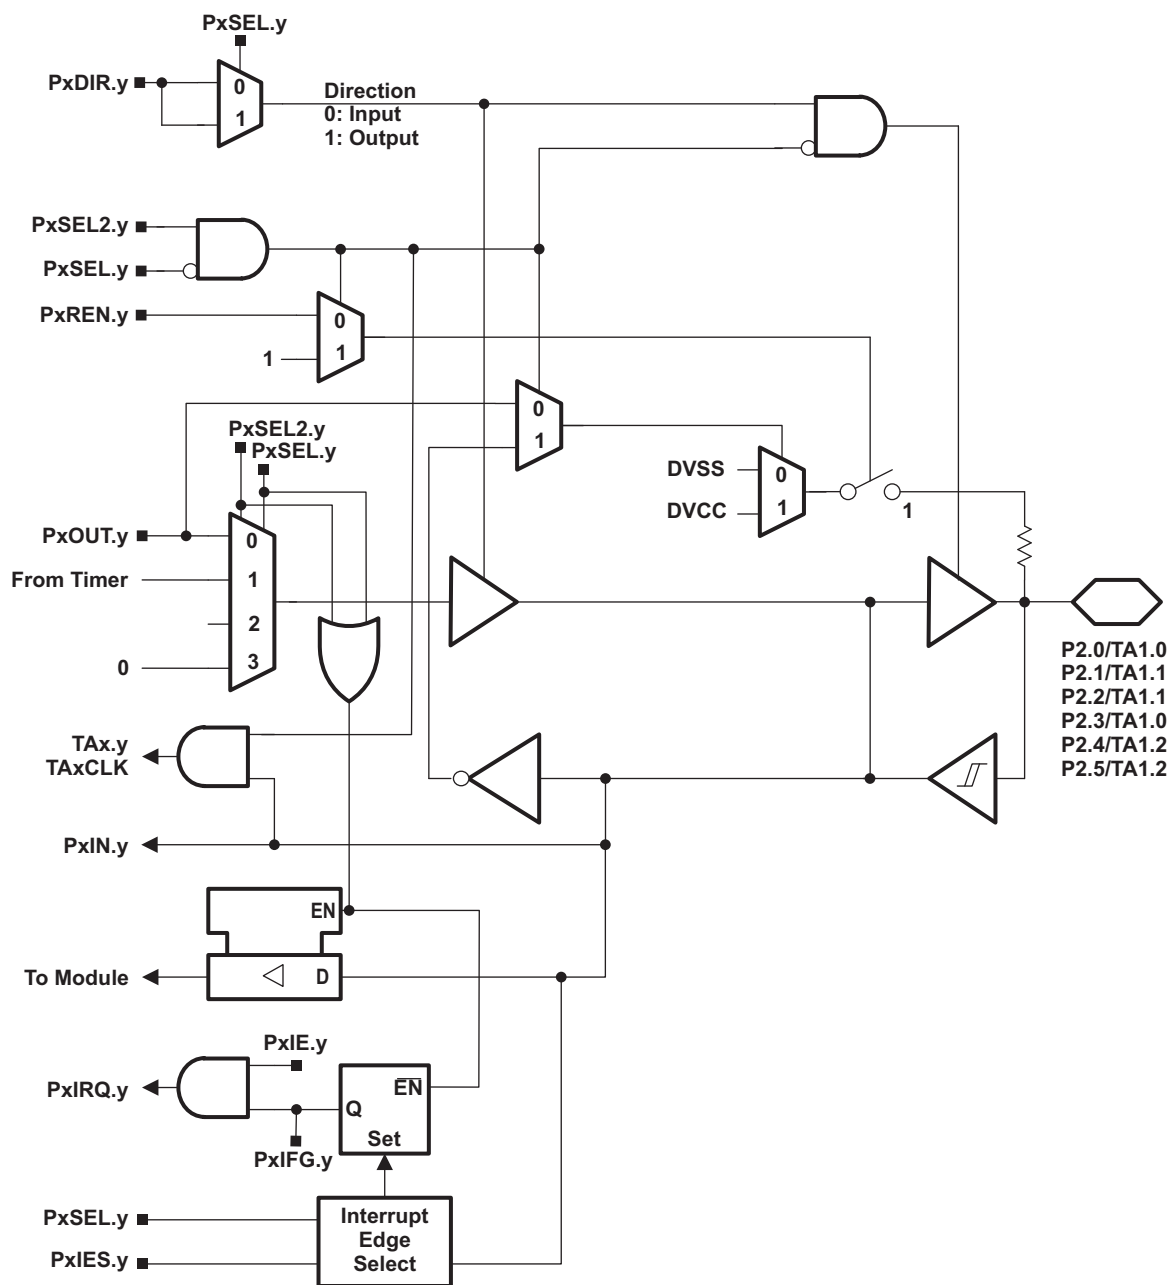 PxSEL.y
PxDIR.y
0
1
Direction
0: Input
1: Output
PxSEL2.y
PxSEL.y
PxREN.y
0
1
1
0
1
PxSEL2.y
PxSEL.y
DVSS
DVCC
0
1
1
PxOUT.y
From Timer
0
0
1
2
3
P2.0/TA1.0
P2.1/TA1.1
P2.2/TA1.1
P2.3/TA1.0
P2.4/TA1.2
P2.5/TA1.2
TAx.y
TAxCLK
PxIN.y
EN
To Module
D
PxIE.y
PxIRQ.y
EN
Q
Set
PxIFG.y
PxSEL.y
PxIES.y
Interrupt
Edge
Select